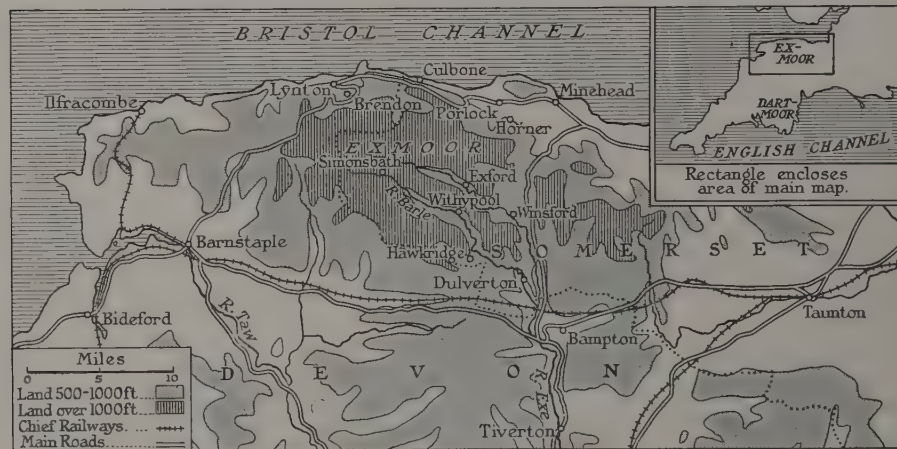 BRISTOL CHANNEL
Culbone
Lynton
Brendon
Ilfracombe
Porlock
Minehead
Horner
EXMOOR
Simonsbath
Exford
R. Barle
Withypool
Winsford
Barnstaple
Hawkridge
SOMERSET
Dulverton
Bideford
R. Taw
Taunton
Bampton
DEVON
R. Exe
Tiverton
EX-
MOOR
DART-
MOOR
ENGLISH CHANNEL
Rectangle encloses
area of main map.
Miles
0 5 10
Land 500-1000ft...
Land over 1000ft...
Chief Railways....
Main Roads......